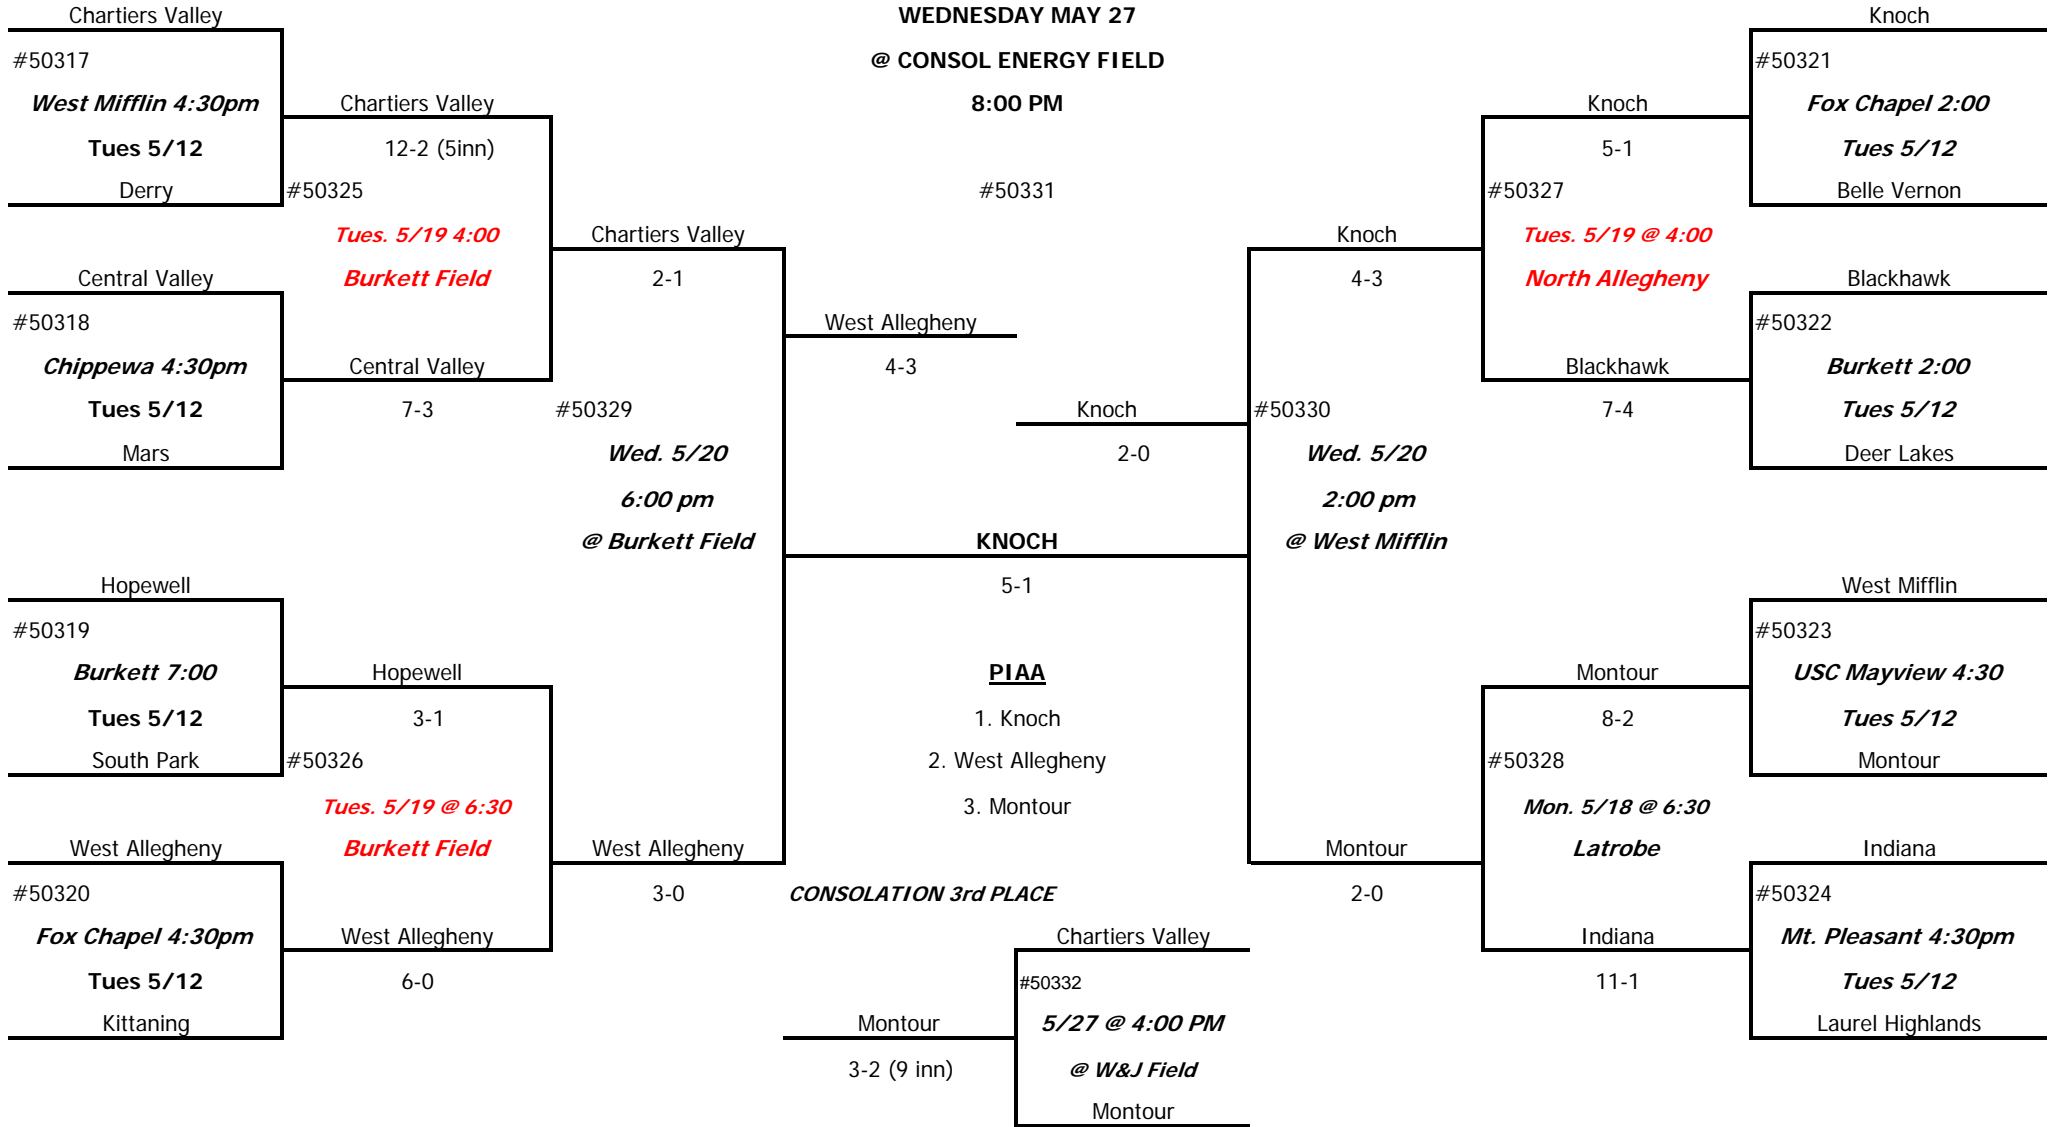 Chartiers Valley
WEDNESDAY MAY 27
Knoch
#50317
@ CONSOL ENERGY FIELD
#50321
West Mifflin 4:30pm
Chartiers Valley
8:00 PM
Knoch
Fox Chapel 2:00
Tues 5/12
12-2 (5inn)
5-1
Tues 5/12
Derry
#50325
#50331
#50327
Belle Vernon
Tues. 5/19 4:00
Chartiers Valley
Knoch
Tues. 5/19 @ 4:00
Central Valley
Burkett Field
2-1
4-3
North Allegheny
Blackhawk
#50318
West Allegheny
#50322
Chippewa 4:30pm
Central Valley
4-3
Blackhawk
Burkett 2:00
Tues 5/12
7-3
#50329
Knoch
#50330
7-4
Tues 5/12
Mars
Wed. 5/20
2-0
Wed. 5/20
Deer Lakes
6:00 pm
2:00 pm
@ Burkett Field
KNOCH
@ West Mifflin
Hopewell
5-1
West Mifflin
#50319
#50323
Burkett 7:00
Hopewell
PIAA
Montour
USC Mayview 4:30
Tues 5/12
3-1
1. Knoch
8-2
Tues 5/12
South Park
#50326
2. West Allegheny
#50328
Montour
Tues. 5/19 @ 6:30
3. Montour
Mon. 5/18 @ 6:30
West Allegheny
Burkett Field
West Allegheny
Montour
Latrobe
Indiana
#50320
3-0
CONSOLATION 3rd PLACE
2-0
#50324
Fox Chapel 4:30pm
West Allegheny
Chartiers Valley
Indiana
Mt. Pleasant 4:30pm
Tues 5/12
6-0
#50332
11-1
Tues 5/12
Kittaning
Montour
5/27 @ 4:00 PM
Laurel Highlands
3-2 (9 inn)
@ W&J Field
Montour